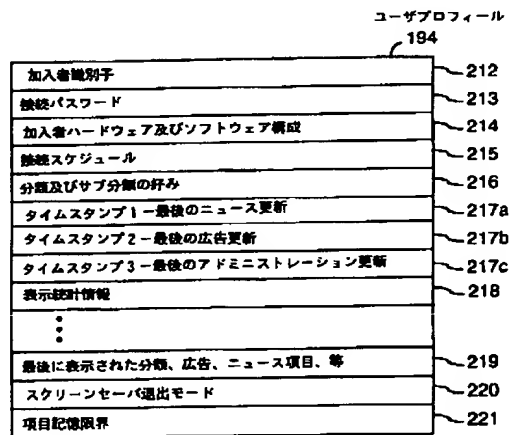 ユーザプロフィール
194
加入者識別子 212
接続パスワード 213
加入者ハードウェア及びソフトウェア構成 214
接続スケジュール 215
分類及びサブ分類の好み 216
タイムスタンプ1-最後のニュース更新 217a
タイムスタンプ2-最後の広告更新 217b
タイムスタンプ3-最後のアドミニストレーション更新 217c
表示統計情報 218
最後に表示された分類、広告、ニュース項目、等 219
スクリーンセーバ退出モード 220
項目記憶限界 221